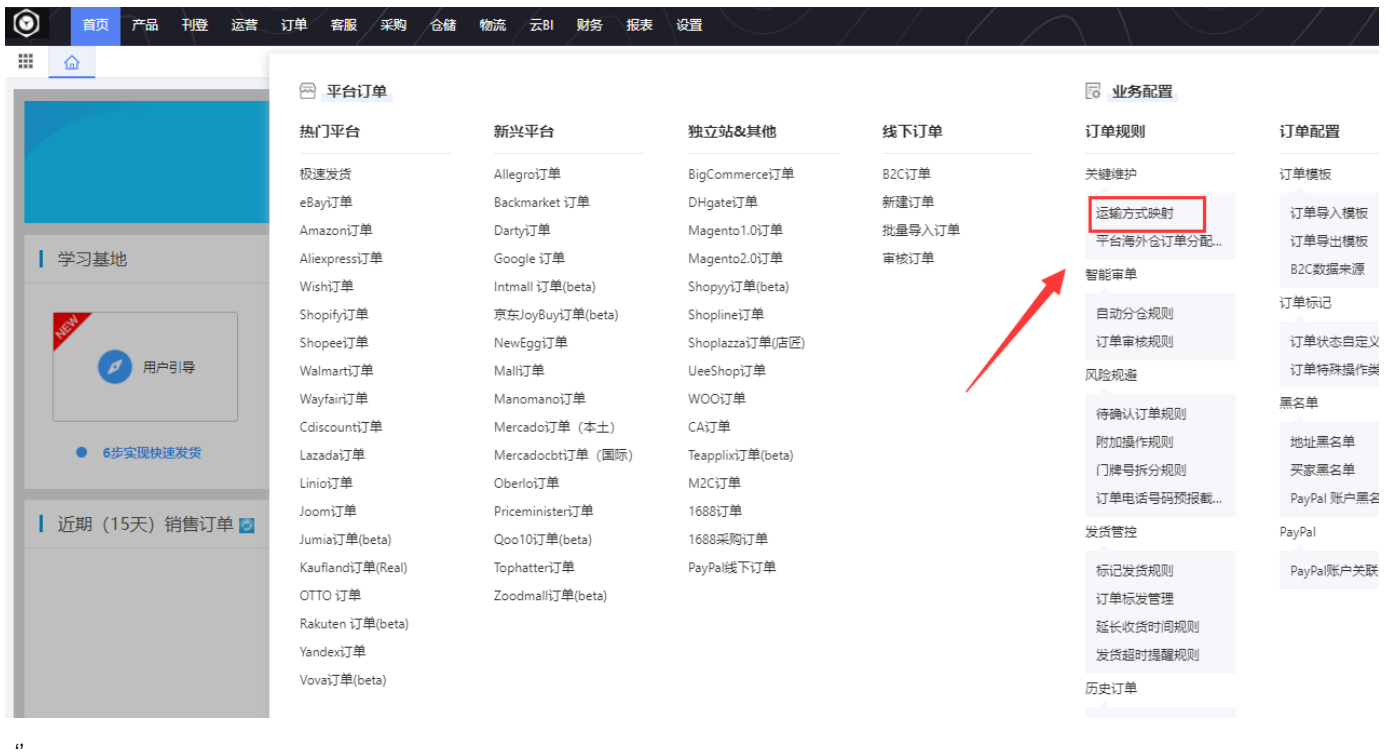 首页 产品 刊登 运营 订单 客服 采购 仓储 物流 云BI 财务 报表 设置
学习基地
NEW
用户引导
6步实现快速发货
近期（15天）销售订单
平台订单
热门平台
极速发货
eBay订单
Amazon订单
Aliexpress订单
Wish订单
Shopify订单
Shopee订单
Walmart订单
Wayfair订单
Cdiscount订单
Lazada订单
Linio订单
Joom订单
Jumia订单(beta)
Kaufland订单(Real)
OTTO 订单
Rakuten 订单(beta)
Yandex订单
Vova订单(beta)
新兴平台
Allegro订单
Backmarket 订单
Darty订单
Google 订单
Intmall 订单(beta)
京东JoyBuy订单(beta)
NewEgg订单
Mall订单
Manomano订单
Mercado订单（本土）
Mercadocbt订单（国际）
Oberlo订单
Priceminister订单
Qoo10订单(beta)
Tophatter订单
Zoodmall订单(beta)
独立站&其他
BigCommerce订单
DHgate订单
Magento1.0订单
Magento2.0订单
Shopyy订单(beta)
Shopline订单
Shoplazza订单(店匠)
UeeShop订单
WOO订单
CA订单
Teapplix订单(beta)
M2C订单
1688订单
1688采购订单
PayPal线下订单
线下订单
B2C订单
新建订单
批量导入订单
审核订单
业务配置
订单规则
关键维护
运输方式映射
平台海外仓订单分配...
智能审单
自动分仓规则
订单审核规则
风险规避
待确认订单规则
附加操作规则
门牌号拆分规则
订单电话号码预报截...
发货管控
标记发货规则
订单标发管理
延长收货时间规则
发货超时提醒规则
历史订单
订单配置
订单模板
订单导入模板
订单导出模板
B2C数据来源
订单标记
订单状态自定义
订单特殊操作类
黑名单
地址黑名单
买家黑名单
PayPal 账户黑名
PayPal
PayPal账户关联
“